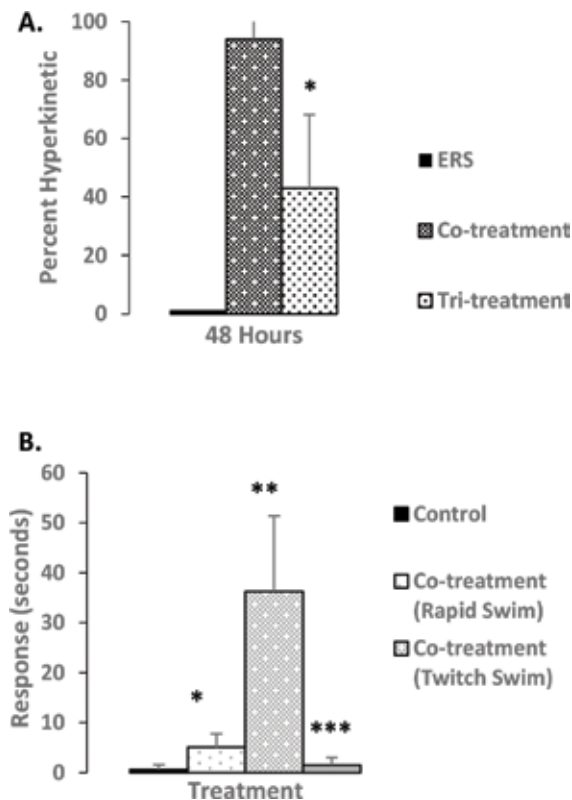 A.
Percent Hyperkinetic
100
80
60
40
20
0
*
48 Hours
ERS
Co-treatment
Tri-treatment
B.
Response (seconds)
60
50
40
30
20
10
0
*
**
***
Treatment
Control
Co-treatment
(Rapid Swim)
Co-treatment
(Twitch Swim)